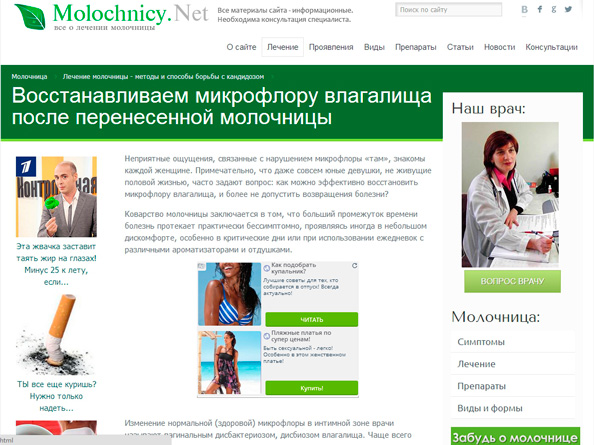 Molochnicy.Net
все о лечении молочницы
Все материалы сайта - информационные.
Необходима консультация специалиста.
Поиск по сайту
О сайте Лечение Проявления Виды Препараты Статьи Новости Консультации
Молочница Лечение молочницы - методы и способы борьбы с кандидозом
Восстанавливаем микрофлору влагалища
после перенесенной молочницы
Наш врач:
ВОПРОС ВРАЧУ
Молочница:
Симптомы
Лечение
Препараты
Виды и формы
Забудь о молочнице
Контрольная
Эта жвачка заставит
таять жир на глазах!
Минус 25 к лету,
если...
ТЫ все еще куришь?
Нужно только
надеть...
Неприятные ощущения, связанные с нарушением микрофлоры «там», знакомы
каждой женщине. Примечательно, что даже совсем юные девушки, не живущие
половой жизнью, часто задают вопрос: как можно эффективно восстановить
микрофлору влагалища, и более не допустить возвращения болезни?
Коварство молочницы заключается в том, что больший промежуток времени
болезнь протекает практически бессимптомно, проявляясь иногда в небольшом
дискомфорте, особенно в критические дни или при использовании ежедневок с
различными ароматизаторами и отдушками.
Как подобрать
купальник?
Лучшие советы для тех, кто
собирается в отпуск! Всегда
актуально!
ЧИТАТЬ
Пляжные платья по
супер ценам!
Быть сексуальной - легко!
Особенно в этом женственном
платье!
Купить!
Изменение нормальной (здоровой) микрофлоры в интимной зоне врачи
называют вагинальным дисбактериозом, дисбиозом влагалища. Чаще всего
html